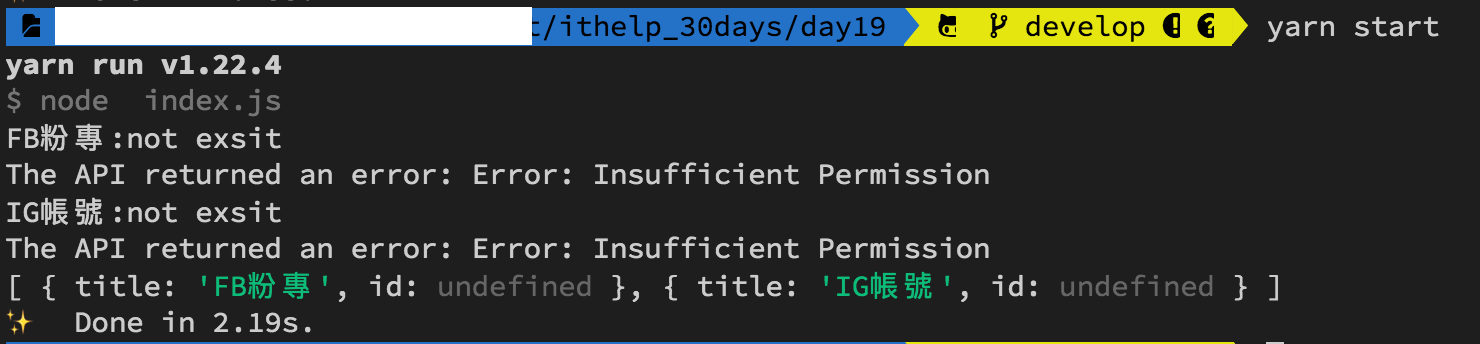 t/ithelp_30days/day19 develop yarn start
yarn run v1.22.4
$ node  index.js
FB粉專:not exsit
The API returned an error: Error: Insufficient Permission
IG帳號:not exsit
The API returned an error: Error: Insufficient Permission
[ { title: 'FB粉專', id: undefined }, { title: 'IG帳號', id: undefined } ]
✨  Done in 2.19s.